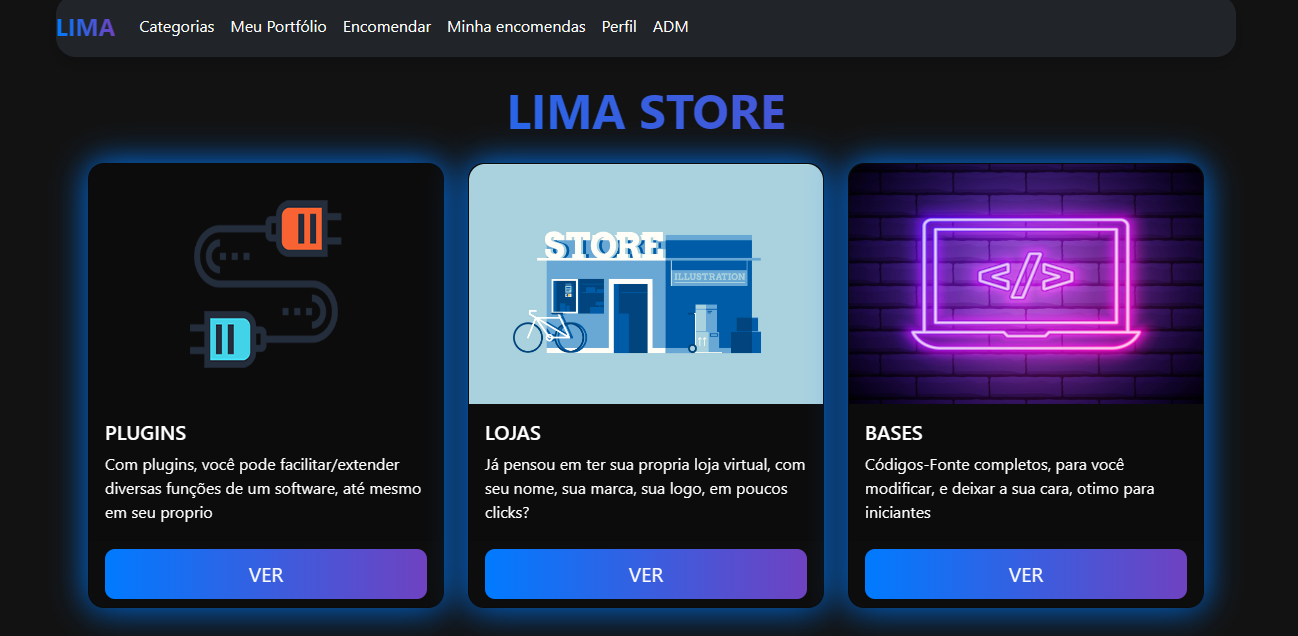 LIMA Categorias Meu Portfólio Encomendar Minha encomendas Perfil ADM
LIMA STORE
STORE
ILLUSTRATION
</>
PLUGINS
Com plugins, você pode facilitar/extender
diversas funções de um software, até mesmo
em seu proprio
VER
LOJAS
Já pensou em ter sua propria loja virtual, com
seu nome, sua marca, sua logo, em poucos
clicks?
VER
BASES
Códigos-Fonte completos, para você
modificar, e deixar a sua cara, otimo para
iniciantes
VER